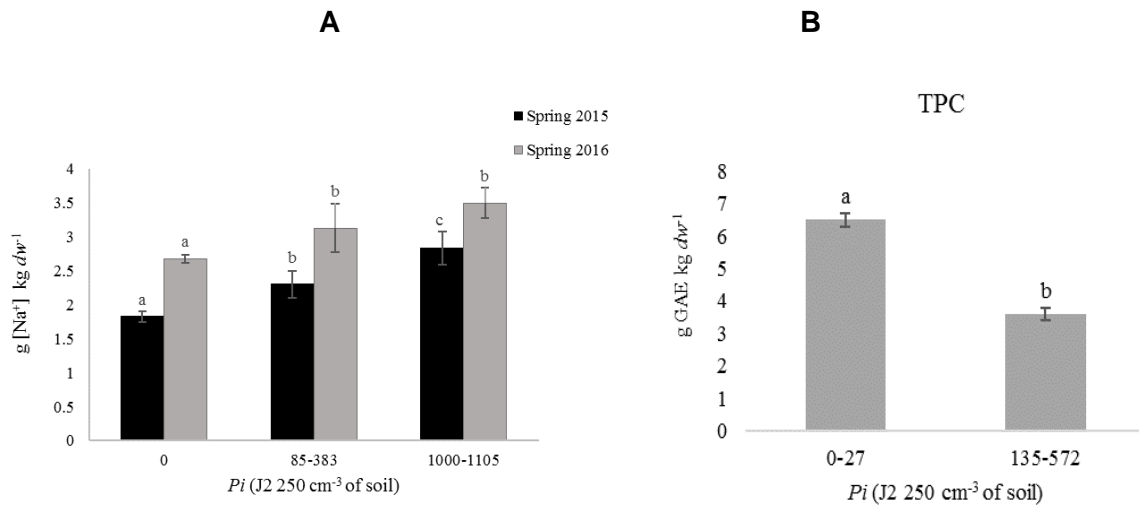 A
Spring 2015
Spring 2016
g [Na⁺] kg dw⁻¹
4
3.5
3
2.5
2
1.5
1
0.5
0
a
a
b
b
c
b
0
85-383
1000-1105
Pi (J2 250 cm⁻³ of soil)
B
TPC
g GAE kg dw⁻¹
8
7
6
5
4
3
2
1
0
a
b
0-27
135-572
Pi (J2 250 cm⁻³ of soil)